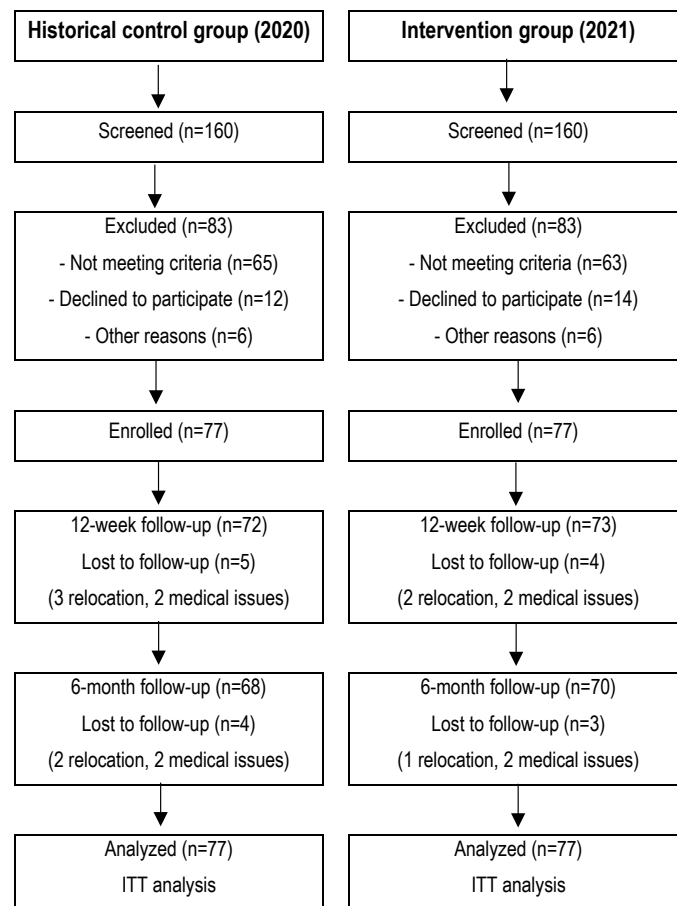 Historical control group (2020)
Screened (n=160)
Excluded (n=83)
- Not meeting criteria (n=65)
- Declined to participate (n=12)
- Other reasons (n=6)
Enrolled (n=77)
12-week follow-up (n=72)
Lost to follow-up (n=5)
(3 relocation, 2 medical issues)
6-month follow-up (n=68)
Lost to follow-up (n=4)
(2 relocation, 2 medical issues)
Analyzed (n=77)
ITT analysis
Intervention group (2021)
Screened (n=160)
Excluded (n=83)
- Not meeting criteria (n=63)
- Declined to participate (n=14)
- Other reasons (n=6)
Enrolled (n=77)
12-week follow-up (n=73)
Lost to follow-up (n=4)
(2 relocation, 2 medical issues)
6-month follow-up (n=70)
Lost to follow-up (n=3)
(1 relocation, 2 medical issues)
Analyzed (n=77)
ITT analysis